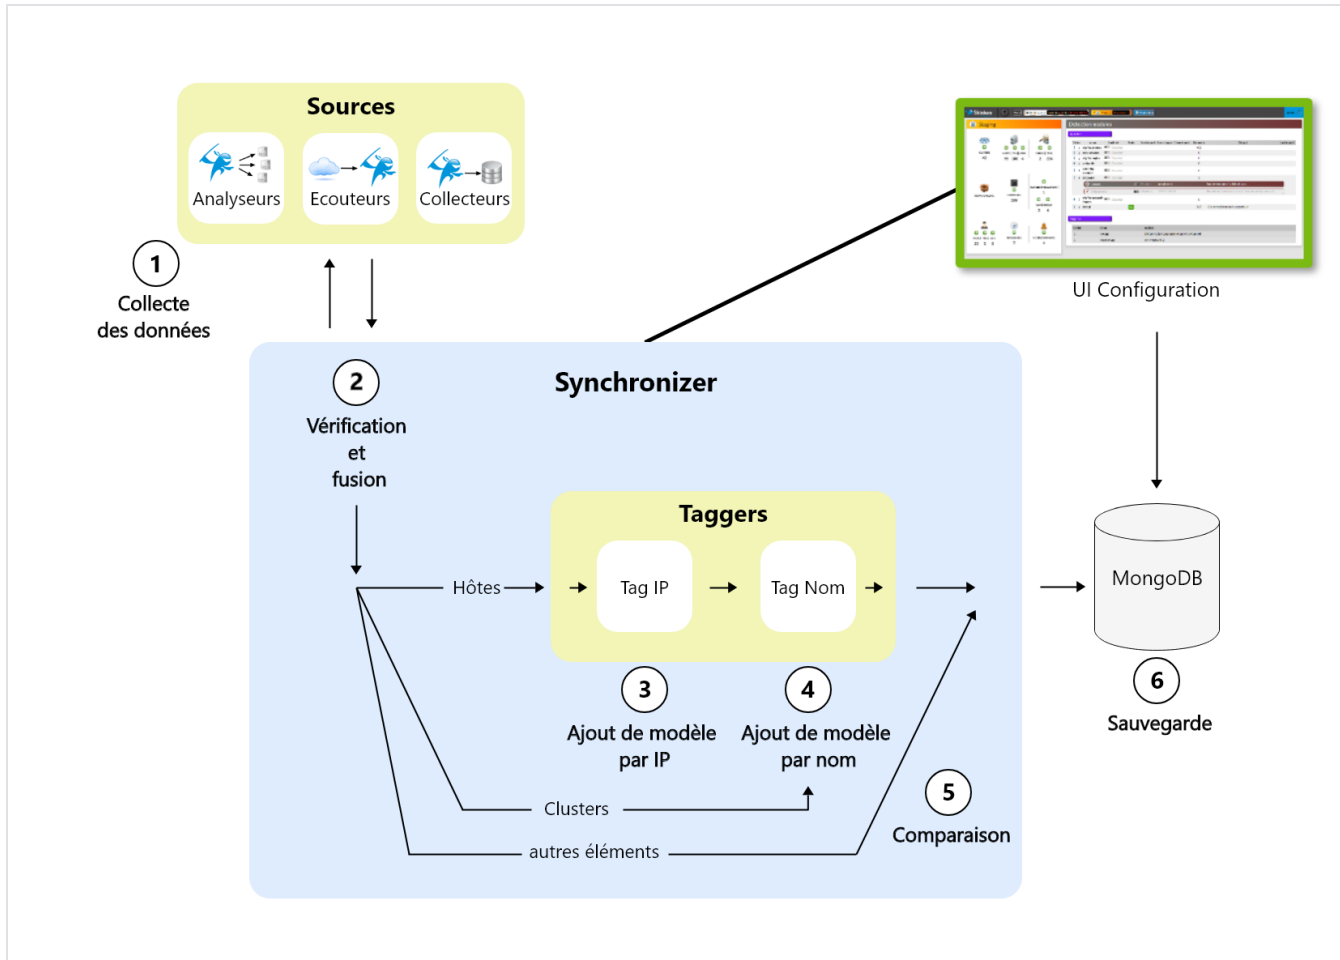 Sources
Analyseurs
Ecouteurs
Collecteurs
1
Collecte
des données
UI Configuration
2
Synchronizer
Vérification
et
fusion
Taggers
Hôtes
Tag IP
Tag Nom
MongoDB
3
4
6
Ajout de modèle
par IP
Ajout de modèle
par nom
Sauvegarde
5
Clusters
Comparaison
autres éléments